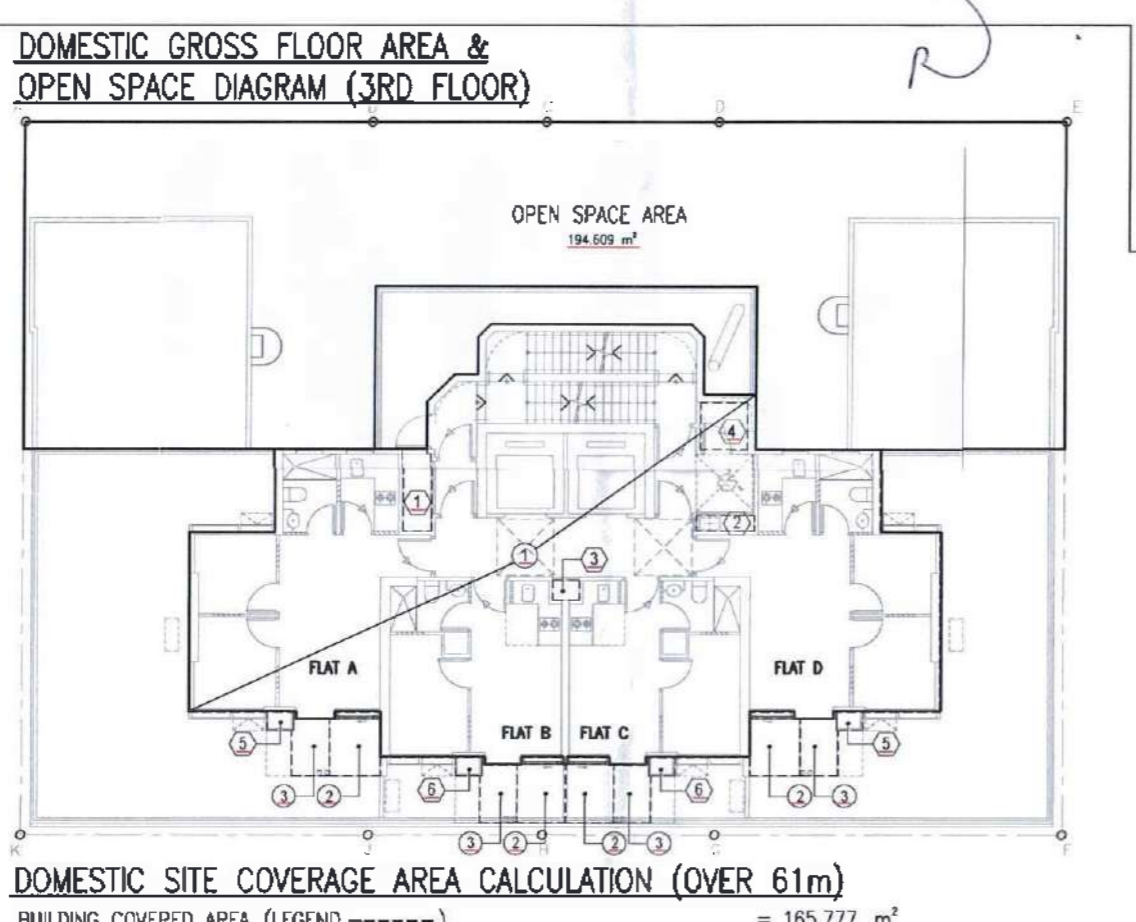 DOMESTIC GROSS FLOOR AREA &
OPEN SPACE DIAGRAM (3RD FLOOR)
D
E
OPEN SPACE AREA
194.609 m²
4
1
2
1
3
FLAT A
FLAT D
FLAT B
FLAT C
5
5
3
2
6
6
2
3
3
2
2
3
K
J
H
G
F
DOMESTIC SITE COVERAGE AREA CALCULATION (OVER 61m)
BUILDING COVERED AREA (LEGEND ------) = 165.777 m²